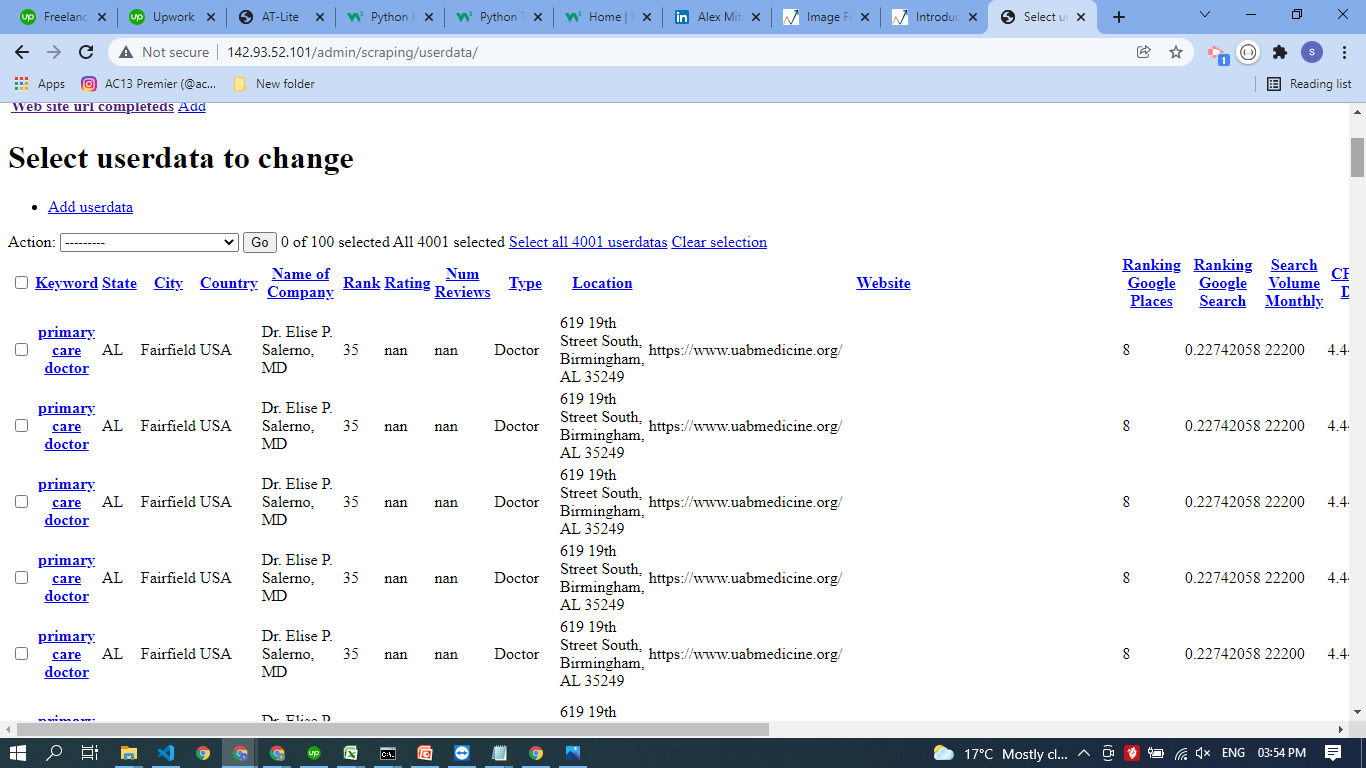 Freelanc
Upwork
AT-Lite
Python
Python T
Home |
Alex Mit
Image F
Introduc
Select us
Not secure
142.93.52.101/admin/scraping/userdata/
S
1
Apps
AC13 Premier (@ac...
New folder
Reading list
Web site url completeds Add
Select userdata to change
• Add userdata
Action: --------- Go 0 of 100 selected All 4001 selected Select all 4001 userdatas Clear selection
Keyword State City Country Name of Company Rank Rating Num Reviews Type Location Website Ranking Google Places Ranking Google Search Search Volume Monthly
primary care doctor AL Fairfield USA Dr. Elise P. Salerno, MD 35 nan nan Doctor 619 19th Street South, Birmingham, AL 35249 https://www.uabmedicine.org/ 8 0.22742058 22200 4.44
primary care doctor AL Fairfield USA Dr. Elise P. Salerno, MD 35 nan nan Doctor 619 19th Street South, Birmingham, AL 35249 https://www.uabmedicine.org/ 8 0.22742058 22200 4.44
primary care doctor AL Fairfield USA Dr. Elise P. Salerno, MD 35 nan nan Doctor 619 19th Street South, Birmingham, AL 35249 https://www.uabmedicine.org/ 8 0.22742058 22200 4.44
primary care doctor AL Fairfield USA Dr. Elise P. Salerno, MD 35 nan nan Doctor 619 19th Street South, Birmingham, AL 35249 https://www.uabmedicine.org/ 8 0.22742058 22200 4.44
primary care doctor AL Fairfield USA Dr. Elise P. Salerno, MD 35 nan nan Doctor 619 19th Street South, Birmingham, AL 35249 https://www.uabmedicine.org/ 8 0.22742058 22200 4.44
primary Dr. Elise P. 619 19th
17°C Mostly cl...
ENG
03:54 PM